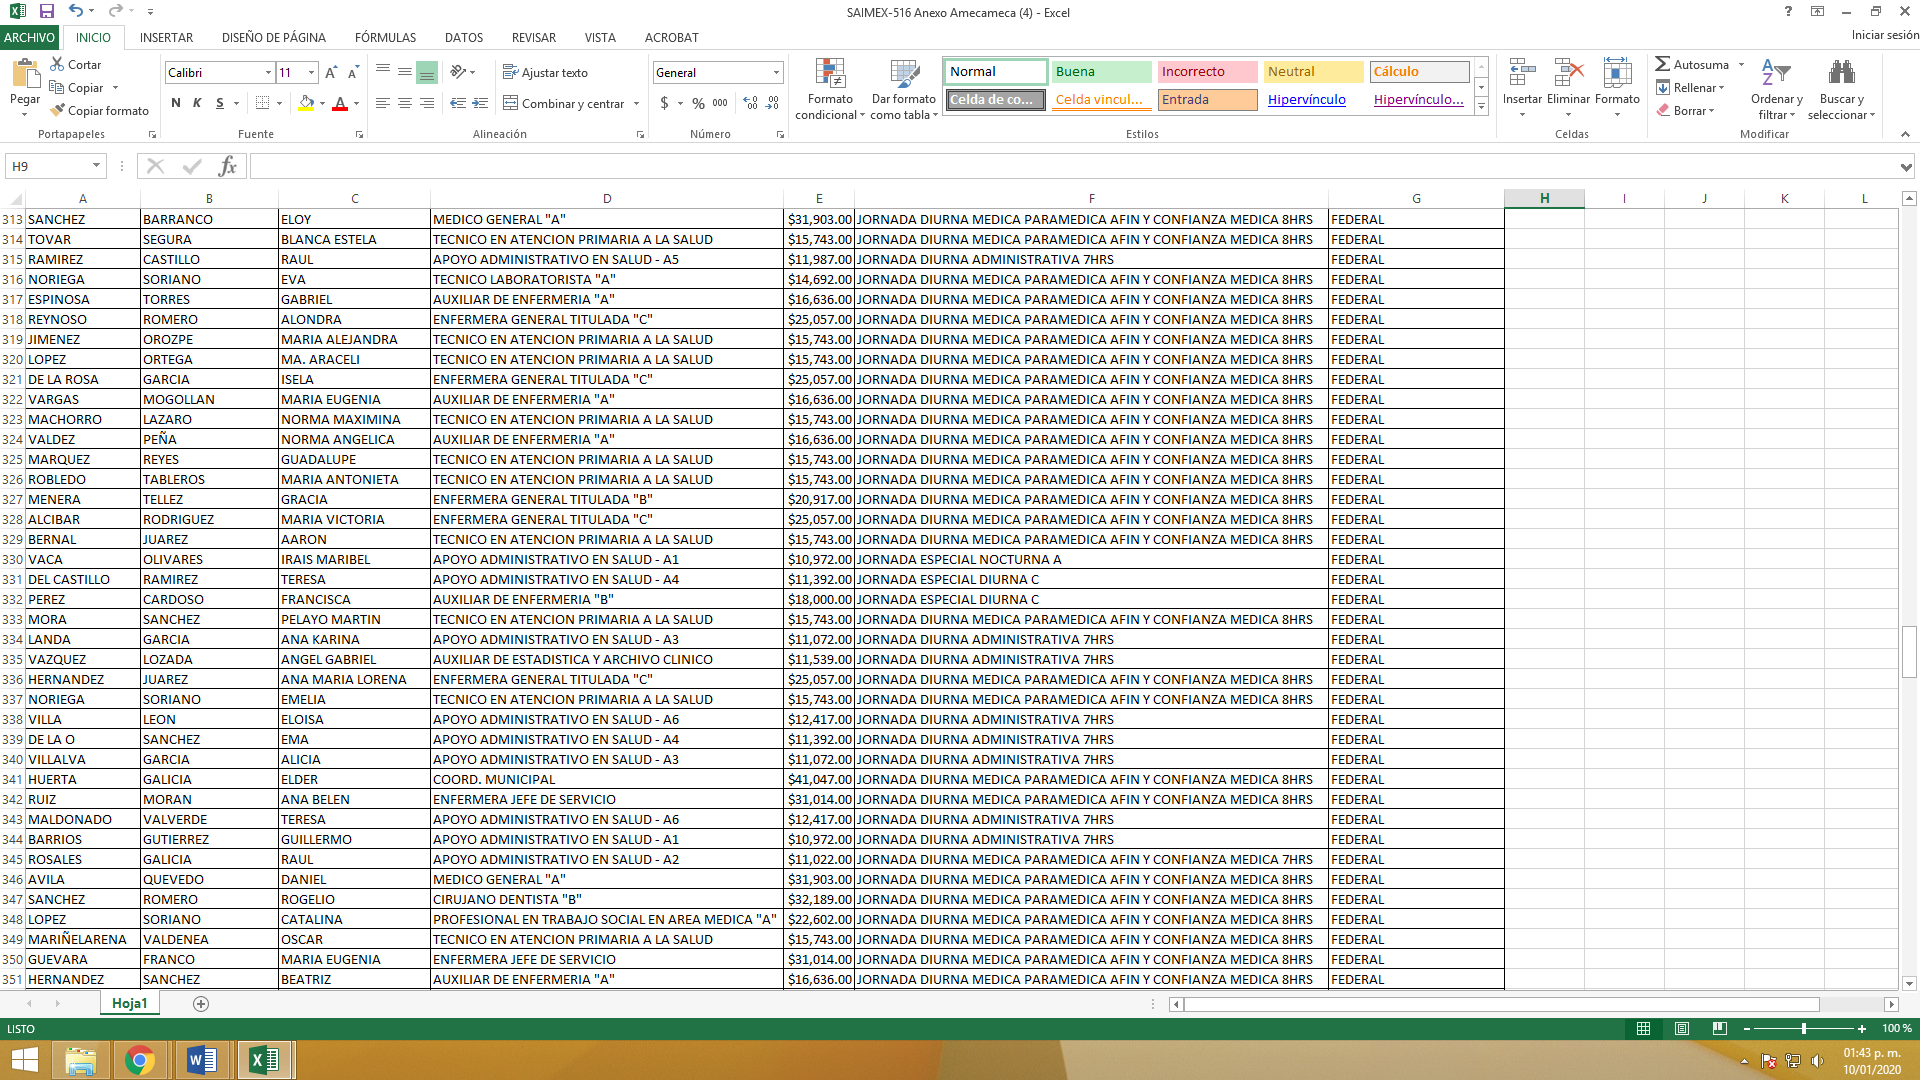 SAIMEX-516 Anexo Amecameca (4) - Excel
Iniciar sesión
ARCHIVO INICIO INSERTAR DISEÑO DE PÁGINA FÓRMULAS DATOS REVISAR VISTA ACROBAT
Pegar Cortar Copiar Copiar formato Portapapeles
Calibri 11 N K S Fuente
Ajustar texto Combinar y centrar Alineación
General $ % 000 Número
Formato condicional Dar formato como tabla
Normal Buena Incorrecto Neutral Cálculo
Celda de co... Celda vincul... Entrada Hipervínculo Hipervínculo...
Estilos
Insertar Eliminar Formato Celdas
Autosuma Rellenar Borrar Ordenar y filtrar Buscar y seleccionar Modificar
H9 fx
A B C D E F G H I J K L
313 SANCHEZ BARRANCO ELOY MEDICO GENERAL "A" $31,903.00 JORNADA DIURNA MEDICA PARAMEDICA AFIN Y CONFIANZA MEDICA 8HRS FEDERAL
314 TOVAR SEGURA BLANCA ESTELA TECNICO EN ATENCION PRIMARIA A LA SALUD $15,743.00 JORNADA DIURNA MEDICA PARAMEDICA AFIN Y CONFIANZA MEDICA 8HRS FEDERAL
315 RAMIREZ CASTILLO RAUL APOYO ADMINISTRATIVO EN SALUD - A5 $11,987.00 JORNADA DIURNA ADMINISTRATIVA 7HRS FEDERAL
316 NORIEGA SORIANO EVA TECNICO LABORATORISTA "A" $14,692.00 JORNADA DIURNA MEDICA PARAMEDICA AFIN Y CONFIANZA MEDICA 8HRS FEDERAL
317 ESPINOSA TORRES GABRIEL AUXILIAR DE ENFERMERIA "A" $16,636.00 JORNADA DIURNA MEDICA PARAMEDICA AFIN Y CONFIANZA MEDICA 8HRS FEDERAL
318 REYNOSO ROMERO ALONDRA ENFERMERA GENERAL TITULADA "C" $25,057.00 JORNADA DIURNA MEDICA PARAMEDICA AFIN Y CONFIANZA MEDICA 8HRS FEDERAL
319 JIMENEZ OROZPE MARIA ALEJANDRA TECNICO EN ATENCION PRIMARIA A LA SALUD $15,743.00 JORNADA DIURNA MEDICA PARAMEDICA AFIN Y CONFIANZA MEDICA 8HRS FEDERAL
320 LOPEZ ORTEGA MA. ARACELI TECNICO EN ATENCION PRIMARIA A LA SALUD $15,743.00 JORNADA DIURNA MEDICA PARAMEDICA AFIN Y CONFIANZA MEDICA 8HRS FEDERAL
321 DE LA ROSA GARCIA ISELA ENFERMERA GENERAL TITULADA "C" $25,057.00 JORNADA DIURNA MEDICA PARAMEDICA AFIN Y CONFIANZA MEDICA 8HRS FEDERAL
322 VARGAS MOGOLLAN MARIA EUGENIA AUXILIAR DE ENFERMERIA "A" $16,636.00 JORNADA DIURNA MEDICA PARAMEDICA AFIN Y CONFIANZA MEDICA 8HRS FEDERAL
323 MACHORRO LAZARO NORMA MAXIMINA TECNICO EN ATENCION PRIMARIA A LA SALUD $15,743.00 JORNADA DIURNA MEDICA PARAMEDICA AFIN Y CONFIANZA MEDICA 8HRS FEDERAL
324 VALDEZ PEÑA NORMA ANGELICA AUXILIAR DE ENFERMERIA "A" $16,636.00 JORNADA DIURNA MEDICA PARAMEDICA AFIN Y CONFIANZA MEDICA 8HRS FEDERAL
325 MARQUEZ REYES GUADALUPE TECNICO EN ATENCION PRIMARIA A LA SALUD $15,743.00 JORNADA DIURNA MEDICA PARAMEDICA AFIN Y CONFIANZA MEDICA 8HRS FEDERAL
326 ROBLEDO TABLEROS MARIA ANTONIETA TECNICO EN ATENCION PRIMARIA A LA SALUD $15,743.00 JORNADA DIURNA MEDICA PARAMEDICA AFIN Y CONFIANZA MEDICA 8HRS FEDERAL
327 MENERA TELLEZ GRACIA ENFERMERA GENERAL TITULADA "B" $20,917.00 JORNADA DIURNA MEDICA PARAMEDICA AFIN Y CONFIANZA MEDICA 8HRS FEDERAL
328 ALCIBAR RODRIGUEZ MARIA VICTORIA ENFERMERA GENERAL TITULADA "C" $25,057.00 JORNADA DIURNA MEDICA PARAMEDICA AFIN Y CONFIANZA MEDICA 8HRS FEDERAL
329 BERNAL JUAREZ AARON TECNICO EN ATENCION PRIMARIA A LA SALUD $15,743.00 JORNADA DIURNA MEDICA PARAMEDICA AFIN Y CONFIANZA MEDICA 8HRS FEDERAL
330 VACA OLIVARES IRAIS MARIBEL APOYO ADMINISTRATIVO EN SALUD - A1 $10,972.00 JORNADA ESPECIAL NOCTURNA A FEDERAL
331 DEL CASTILLO RAMIREZ TERESA APOYO ADMINISTRATIVO EN SALUD - A4 $11,392.00 JORNADA ESPECIAL DIURNA C FEDERAL
332 PEREZ CARDOSO FRANCISCA AUXILIAR DE ENFERMERIA "B" $18,000.00 JORNADA ESPECIAL DIURNA C FEDERAL
333 MORA SANCHEZ PELAYO MARTIN TECNICO EN ATENCION PRIMARIA A LA SALUD $15,743.00 JORNADA DIURNA MEDICA PARAMEDICA AFIN Y CONFIANZA MEDICA 8HRS FEDERAL
334 LANDA GARCIA ANA KARINA APOYO ADMINISTRATIVO EN SALUD - A3 $11,072.00 JORNADA DIURNA ADMINISTRATIVA 7HRS FEDERAL
335 VAZQUEZ LOZADA ANGEL GABRIEL AUXILIAR DE ESTADISTICA Y ARCHIVO CLINICO $11,539.00 JORNADA DIURNA ADMINISTRATIVA 7HRS FEDERAL
336 HERNANDEZ JUAREZ ANA MARIA LORENA ENFERMERA GENERAL TITULADA "C" $25,057.00 JORNADA DIURNA MEDICA PARAMEDICA AFIN Y CONFIANZA MEDICA 8HRS FEDERAL
337 NORIEGA SORIANO EMELIA TECNICO EN ATENCION PRIMARIA A LA SALUD $15,743.00 JORNADA DIURNA MEDICA PARAMEDICA AFIN Y CONFIANZA MEDICA 8HRS FEDERAL
338 VILLA LEON ELOISA APOYO ADMINISTRATIVO EN SALUD - A6 $12,417.00 JORNADA DIURNA ADMINISTRATIVA 7HRS FEDERAL
339 DE LA O SANCHEZ EMA APOYO ADMINISTRATIVO EN SALUD - A4 $11,392.00 JORNADA DIURNA ADMINISTRATIVA 7HRS FEDERAL
340 VILLALVA GARCIA ALICIA APOYO ADMINISTRATIVO EN SALUD - A3 $11,072.00 JORNADA DIURNA ADMINISTRATIVA 7HRS FEDERAL
341 HUERTA GALICIA ELDER COORD. MUNICIPAL $41,047.00 JORNADA DIURNA MEDICA PARAMEDICA AFIN Y CONFIANZA MEDICA 8HRS FEDERAL
342 RUIZ MORAN ANA BELEN ENFERMERA JEFE DE SERVICIO $31,014.00 JORNADA DIURNA MEDICA PARAMEDICA AFIN Y CONFIANZA MEDICA 8HRS FEDERAL
343 MALDONADO VALVERDE TERESA APOYO ADMINISTRATIVO EN SALUD - A6 $12,417.00 JORNADA DIURNA ADMINISTRATIVA 7HRS FEDERAL
344 BARRIOS GUTIERREZ GUILLERMO APOYO ADMINISTRATIVO EN SALUD - A1 $10,972.00 JORNADA DIURNA ADMINISTRATIVA 7HRS FEDERAL
345 ROSALES GALICIA RAUL APOYO ADMINISTRATIVO EN SALUD - A2 $11,022.00 JORNADA DIURNA MEDICA PARAMEDICA AFIN Y CONFIANZA MEDICA 7HRS FEDERAL
346 AVILA QUEVEDO DANIEL MEDICO GENERAL "A" $31,903.00 JORNADA DIURNA MEDICA PARAMEDICA AFIN Y CONFIANZA MEDICA 8HRS FEDERAL
347 SANCHEZ ROMERO ROGELIO CIRUJANO DENTISTA "B" $32,189.00 JORNADA DIURNA MEDICA PARAMEDICA AFIN Y CONFIANZA MEDICA 8HRS FEDERAL
348 LOPEZ SORIANO CATALINA PROFESIONAL EN TRABAJO SOCIAL EN AREA MEDICA "A" $22,602.00 JORNADA DIURNA MEDICA PARAMEDICA AFIN Y CONFIANZA MEDICA 8HRS FEDERAL
349 MARIÑELARENA VALDENEA OSCAR TECNICO EN ATENCION PRIMARIA A LA SALUD $15,743.00 JORNADA DIURNA MEDICA PARAMEDICA AFIN Y CONFIANZA MEDICA 8HRS FEDERAL
350 GUEVARA FRANCO MARIA EUGENIA ENFERMERA JEFE DE SERVICIO $31,014.00 JORNADA DIURNA MEDICA PARAMEDICA AFIN Y CONFIANZA MEDICA 8HRS FEDERAL
351 HERNANDEZ SANCHEZ BEATRIZ AUXILIAR DE ENFERMERIA "A" $16,636.00 JORNADA DIURNA MEDICA PARAMEDICA AFIN Y CONFIANZA MEDICA 8HRS FEDERAL
Hoja1
LISTO 100 %
01:43 p. m.
10/01/2020